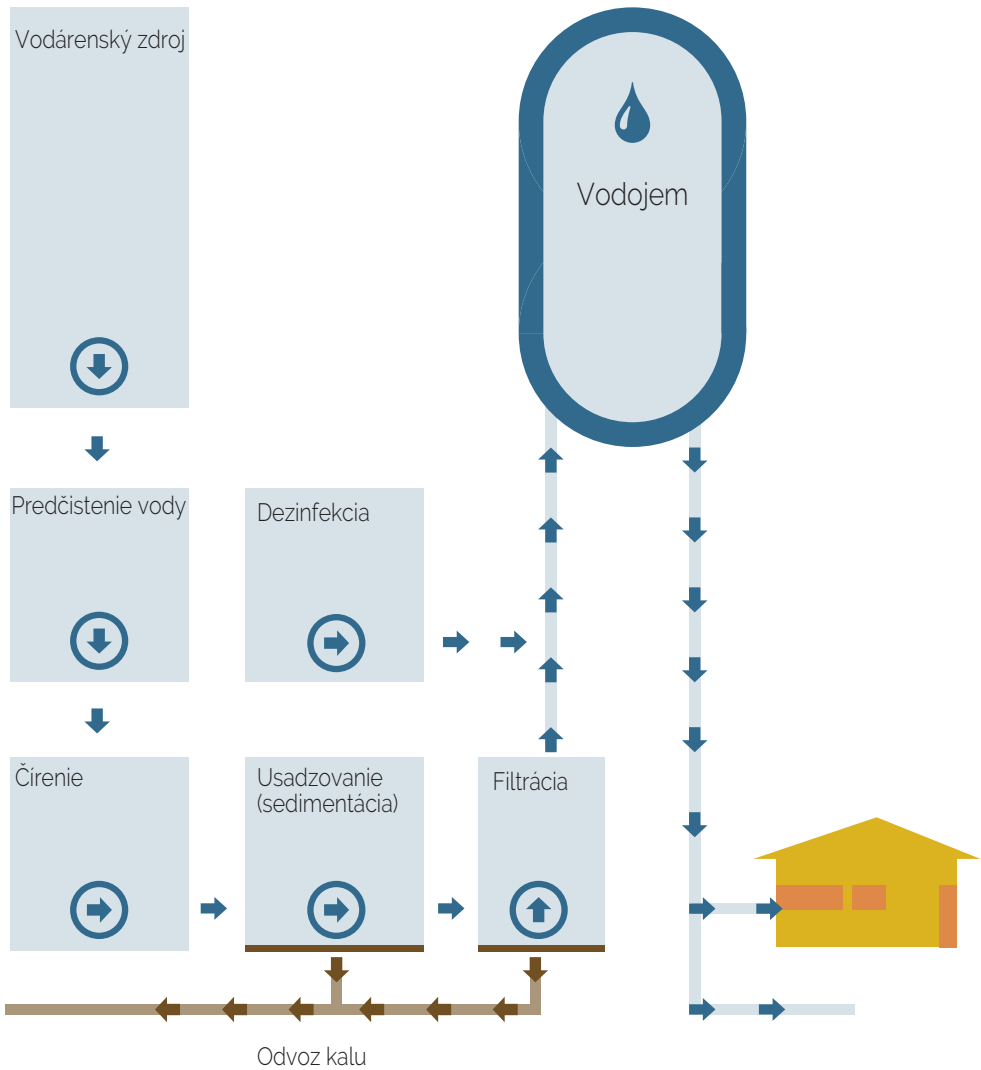 Vodárenský zdroj
Vodojem
Predčistenie vody
Dezinfekcia
Čírenie
Usadzovanie
(sedimentácia)
Filtrácia
Odvoz kalu